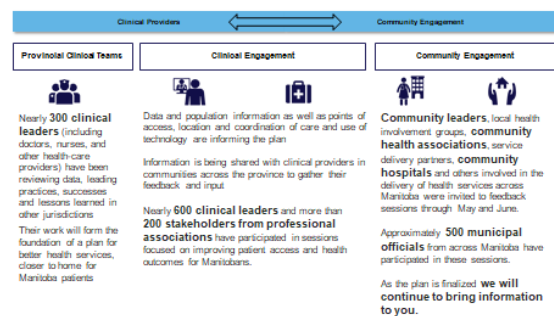 Clinical Providers
Community Engagement
Provincial Clinical Teams
Nearly 300 clinical
leaders (including
doctors, nurses, and
other health-care
providers) have been
reviewing data, leading
practices, successes
and lessons learned in
other jurisdictions
Their work will form the
foundation of a plan for
better health services,
closer to home for
Manitoba patients
Clinical Engagement
Data and population information as well as points of
access, location and coordination of care and use of
technology are informing the plan
Information is being shared with clinical providers in
communities across the province to gather their
feedback and input
Nearly 600 clinical leaders and more than
200 stakeholders from professional
associations have participated in sessions
focused on improving patient access and health
outcomes for Manitobans.
Community Engagement
Community leaders, local health
involvement groups, community
health associations, service
delivery partners, community
hospitals and others involved in the
delivery of health services across
Manitoba were invited to feedback
sessions through May and June.
Approximately 500 municipal
officials from across Manitoba have
participated in these sessions.
As the plan is finalized we will
continue to bring information
to you.